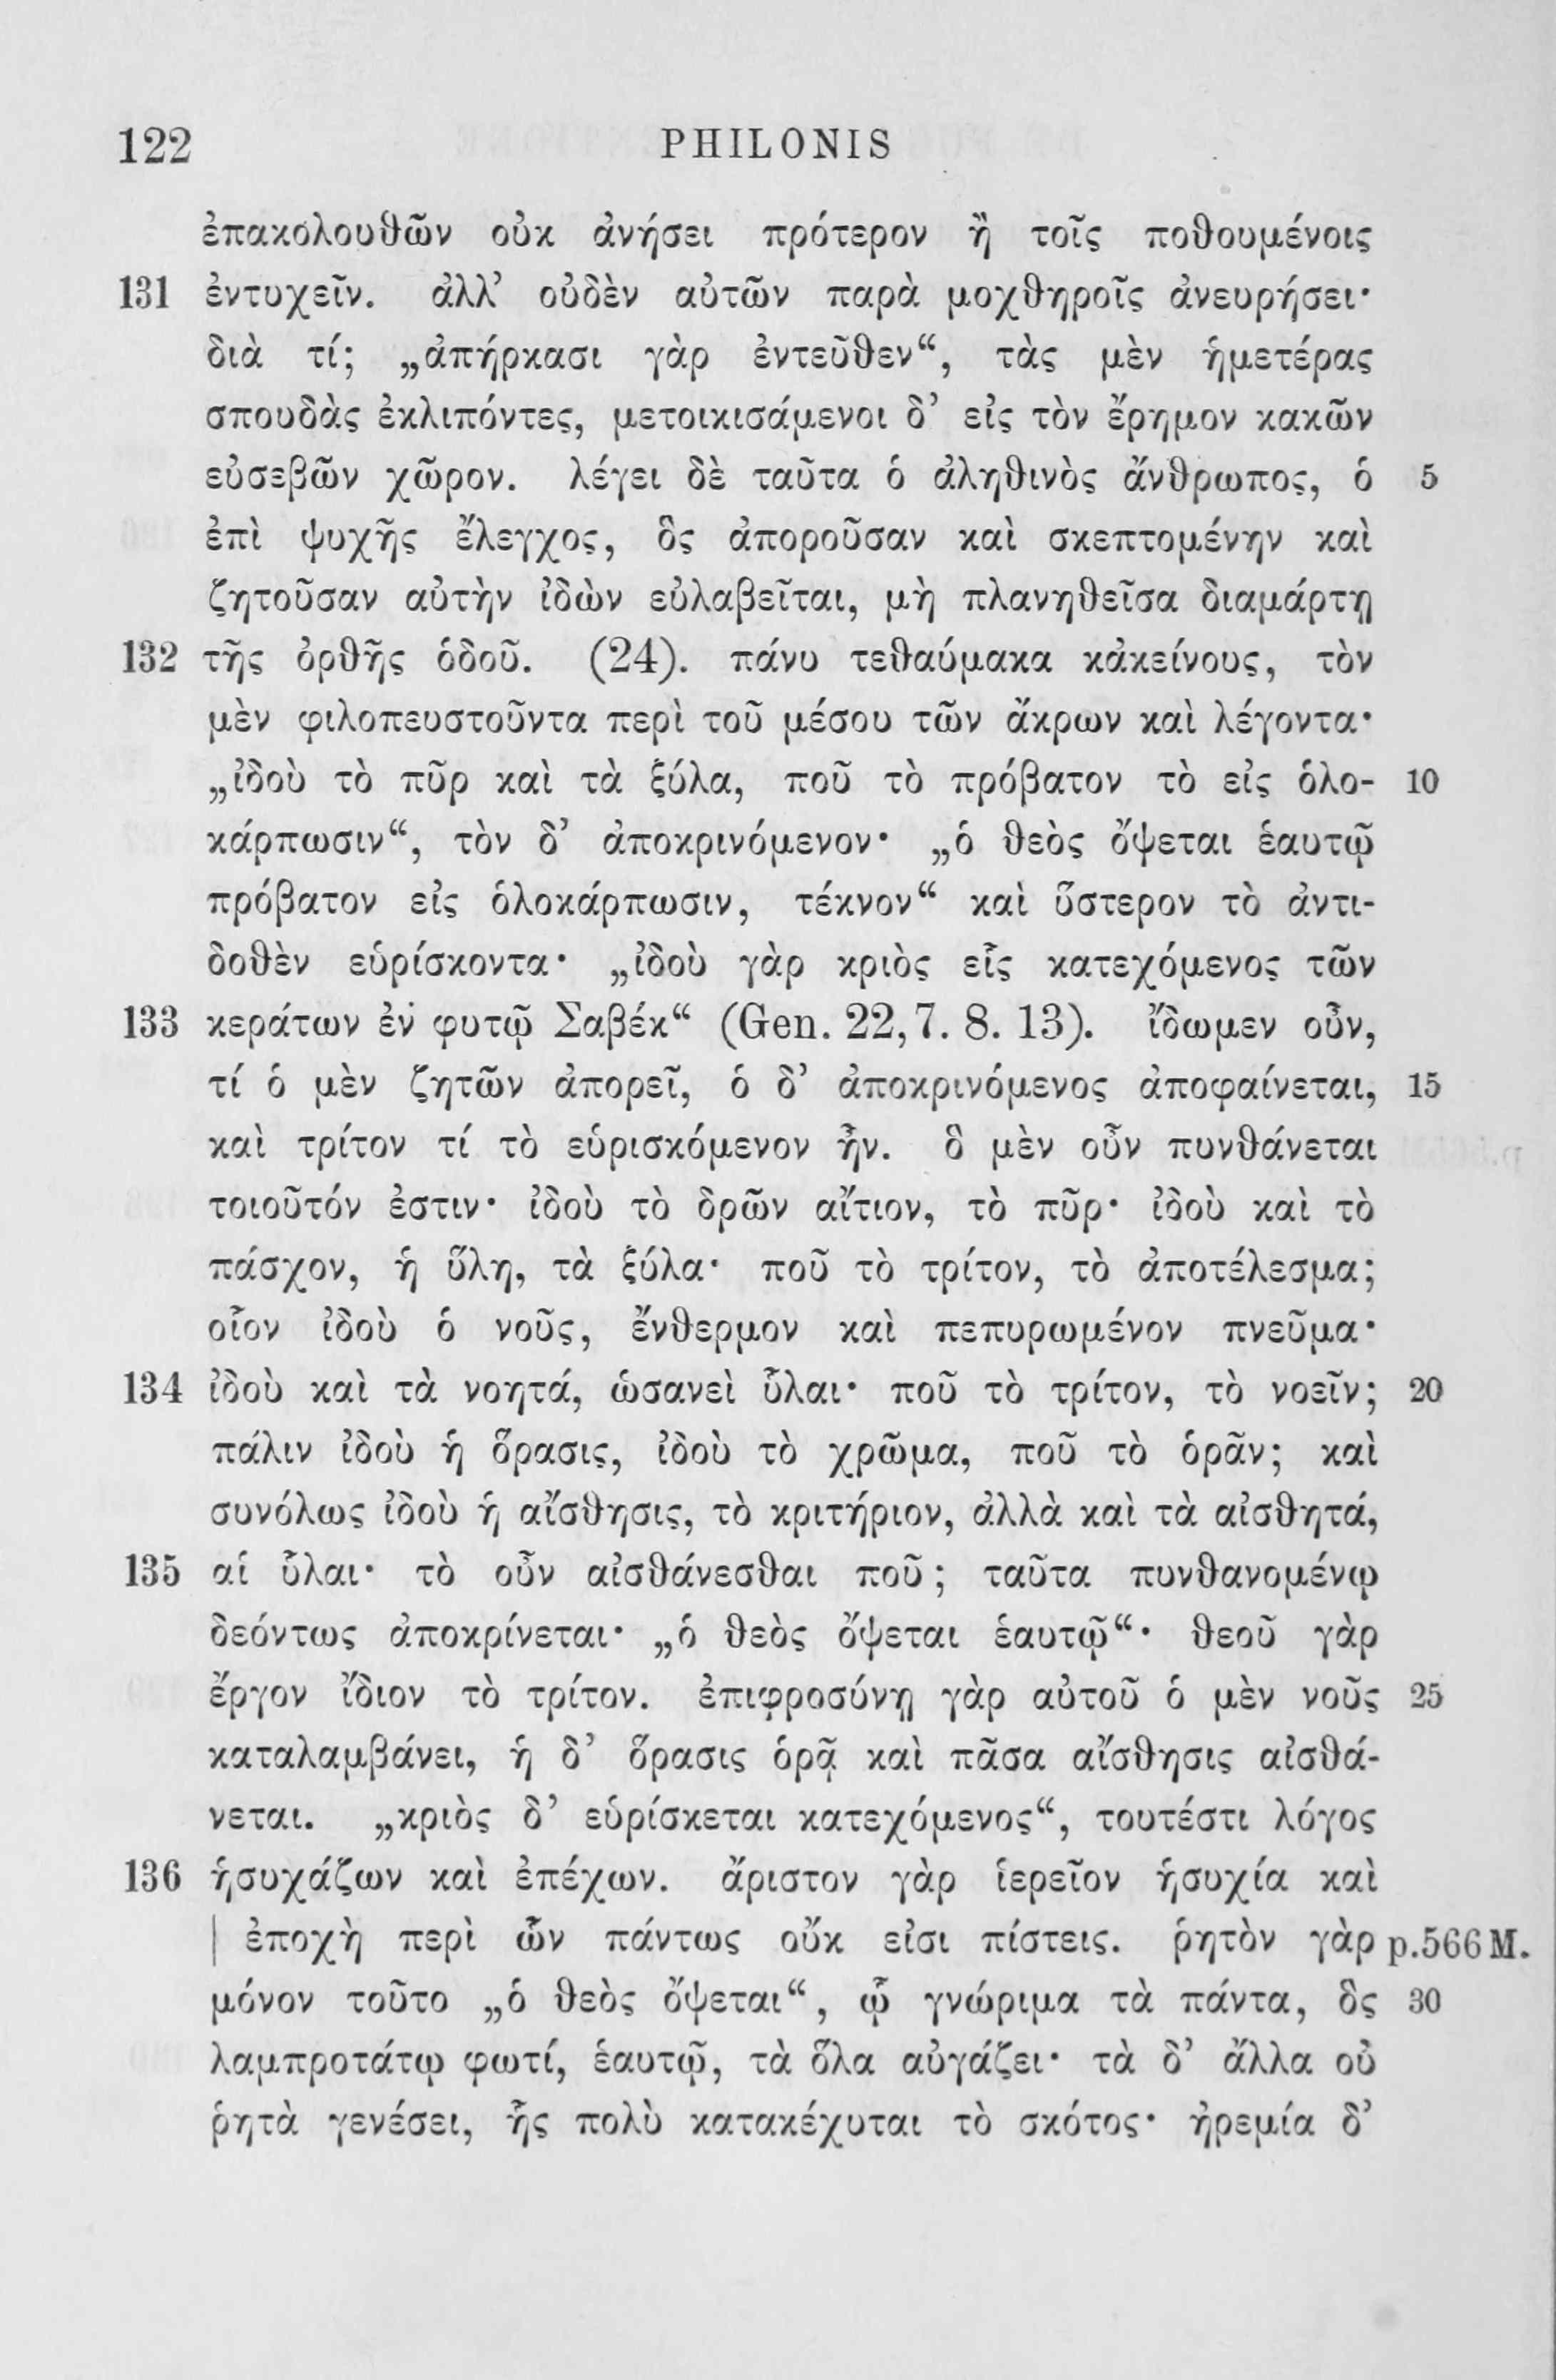 122 PHILONIS
ἐπακολουθῶν οὐκ ἀνήσει πρότερον ἢ τοῖς ποθουμένοις
131 ἐντυχεῖν. ἀλλ’ οὐδὲν αὐτῶν παρὰ μοχθηροῖς ἀνευρήσει·
διὰ τί; „ἀπήρκασι γὰρ ἐντεῦθεν“, τὰς μὲν ἡμετέρας
σπουδὰς ἐκλιπόντες, μετοικισάμενοι δ’ εἰς τὸν ἔρημον κακῶν
εὐσεβῶν χῶρον. λέγει δὲ ταῦτα ὁ ἀληθινὸς ἄνθρωπος, ὁ 5
ἐπὶ ψυχῆς ἔλεγχος, ὃς ἀποροῦσαν καὶ σκεπτομένην καὶ
ζητοῦσαν αὐτὴν ἰδὼν εὐλαβεῖται, μὴ πλανηθεῖσα διαμάρτῃ
132 τῆς ὀρθῆς ὁδοῦ. (24). πάνυ τεθαύμακα κἀκείνους, τὸν
μὲν φιλοπευστοῦντα περὶ τοῦ μέσου τῶν ἄκρων καὶ λέγοντα·
„ἰδοὺ τὸ πῦρ καὶ τὰ ξύλα, ποῦ τὸ πρόβατον τὸ εἰς ὁλο- 10
κάρπωσιν“, τὸν δ’ ἀποκρινόμενον· „ὁ θεὸς ὄψεται ἑαυτῷ
πρόβατον εἰς ὁλοκάρπωσιν, τέκνον“ καὶ ὕστερον τὸ ἀντι-
δοθὲν εὑρίσκοντα· „ἰδοὺ γὰρ κριὸς εἷς κατεχόμενος τῶν
133 κεράτων ἐν φυτῷ Σαβέκ“ (Gen. 22,7. 8. 13). ἴδωμεν οὖν,
τί ὁ μὲν ζητῶν ἀπορεῖ, ὁ δ’ ἀποκρινόμενος ἀποφαίνεται, 15
καὶ τρίτον τί τὸ εὑρισκόμενον ἦν. ὃ μὲν οὖν πυνθάνεται
τοιοῦτόν ἐστιν· ἰδοὺ τὸ δρῶν αἴτιον, τὸ πῦρ· ἰδοὺ καὶ τὸ
πάσχον, ἡ ὕλη, τὰ ξύλα· ποῦ τὸ τρίτον, τὸ ἀποτέλεσμα;
οἷον ἰδοὺ ὁ νοῦς, ἔνθερμον καὶ πεπυρωμένον πνεῦμα·
134 ἰδοὺ καὶ τὰ νοητά, ὡσανεὶ ὗλαι· ποῦ τὸ τρίτον, τὸ νοεῖν; 20
πάλιν ἰδοὺ ἡ ὅρασις, ἰδοὺ τὸ χρῶμα, ποῦ τὸ ὁρᾶν; καὶ
συνόλως ἰδοὺ ἡ αἴσθησις, τὸ κριτήριον, ἀλλὰ καὶ τὰ αἰσθητά,
135 αἱ ὗλαι· τὸ οὖν αἰσθάνεσθαι ποῦ; ταῦτα πυνθανομένῳ
δεόντως ἀποκρίνεται· „ὁ θεὸς ὄψεται ἑαυτῷ“· θεοῦ γὰρ
ἔργον ἴδιον τὸ τρίτον. ἐπιφροσύνῃ γὰρ αὐτοῦ ὁ μὲν νοῦς 25
καταλαμβάνει, ἡ δ’ ὅρασις ὁρᾷ καὶ πᾶσα αἴσθησις αἰσθά-
νεται. „κριὸς δ’ εὑρίσκεται κατεχόμενος“, τουτέστι λόγος
136 ἡσυχάζων καὶ ἐπέχων. ἄριστον γὰρ ἱερεῖον ἡσυχία καὶ
| ἐποχὴ περὶ ὧν πάντως οὔκ εἰσι πίστεις. ῥητὸν γὰρ p.566 M.
μόνον τοῦτο „ὁ θεὸς ὄψεται“, ᾧ γνώριμα τὰ πάντα, ὃς 30
λαμπροτάτῳ φωτί, ἑαυτῷ, τὰ ὅλα αὐγάζει· τὰ δ’ ἄλλα οὐ
ῥητὰ γενέσει, ἧς πολὺ κατακέχυται τὸ σκότος· ἠρεμία δ’